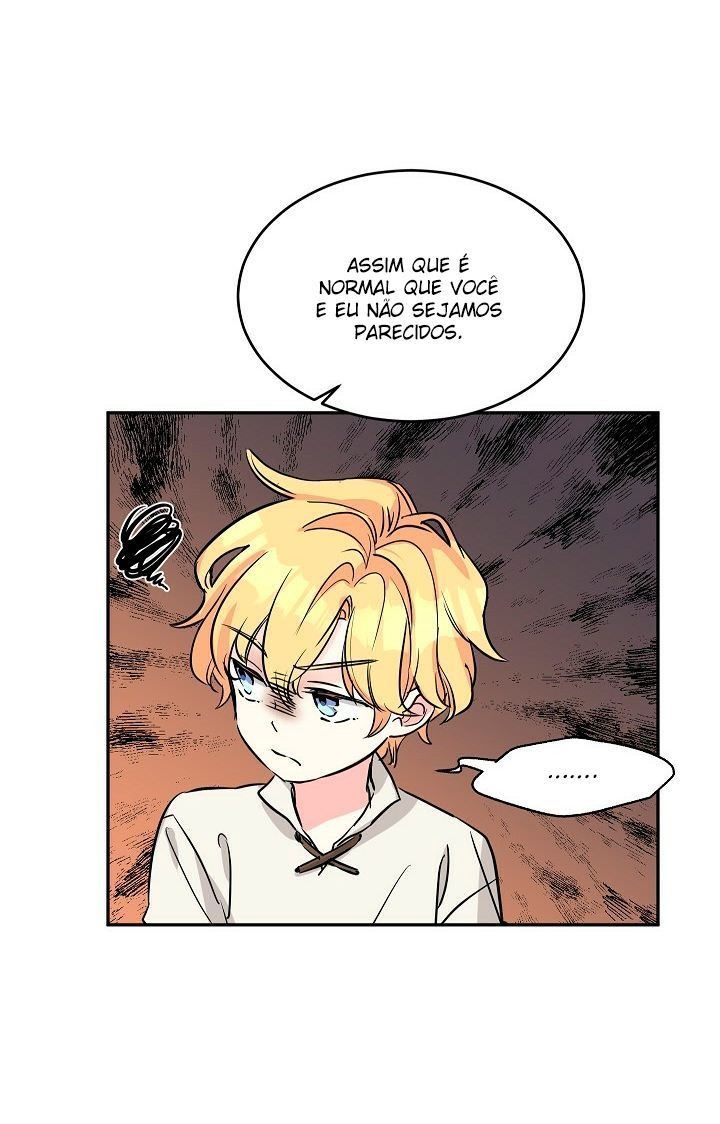 ASSIM QUE É
NORMAL QUE VOCÊ
E EU NÃO SEJAMOS
PARECIDOS.
.......